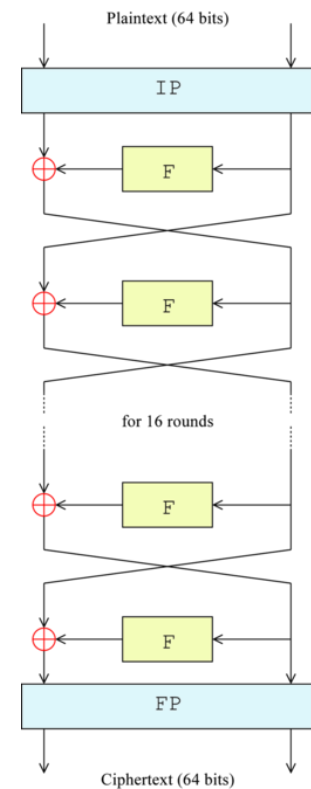 Plaintext (64 bits)
IP
F
F
for 16 rounds
F
F
FP
Ciphertext (64 bits)